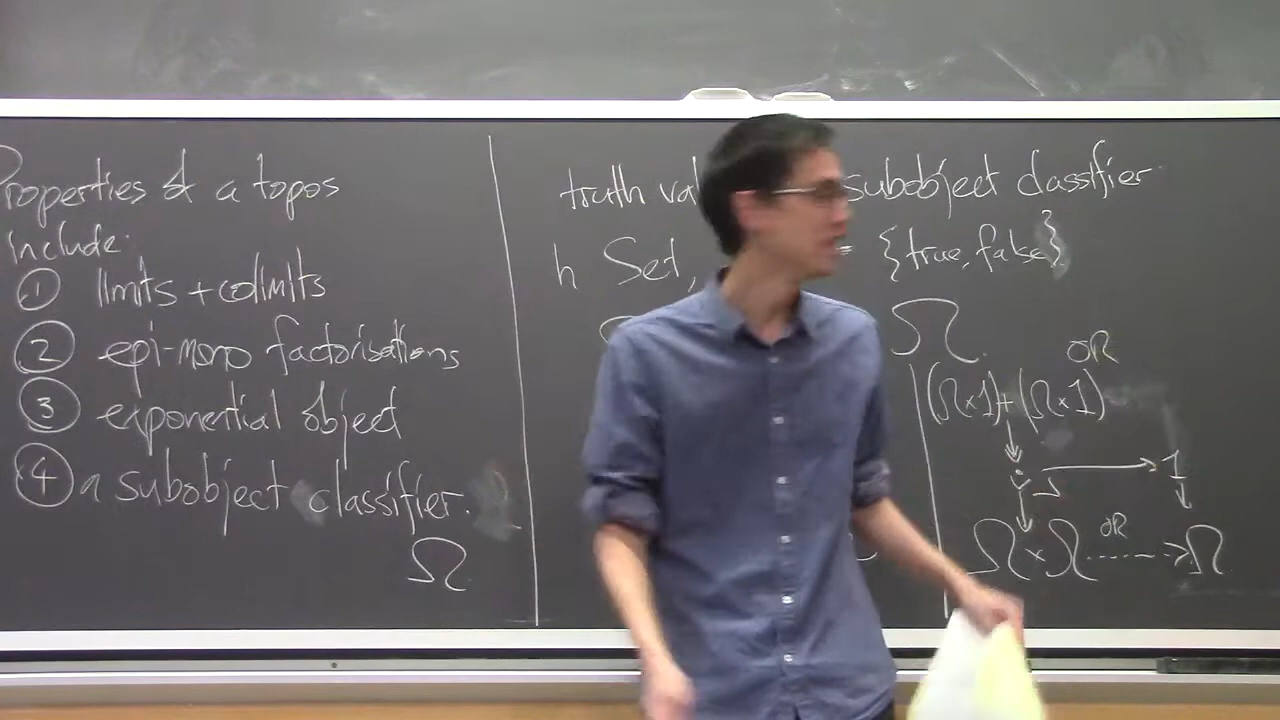 Properties of a topos
include:
① limits + colimits
② epi-mono factorisations
③ exponential object
④ a subobject classifier.
Ω
truth subobject classifier.
In Set, = {true, false}.
Ω.
OR
(Ω×1)+(Ω×1)
1
Ω×Ω OR Ω